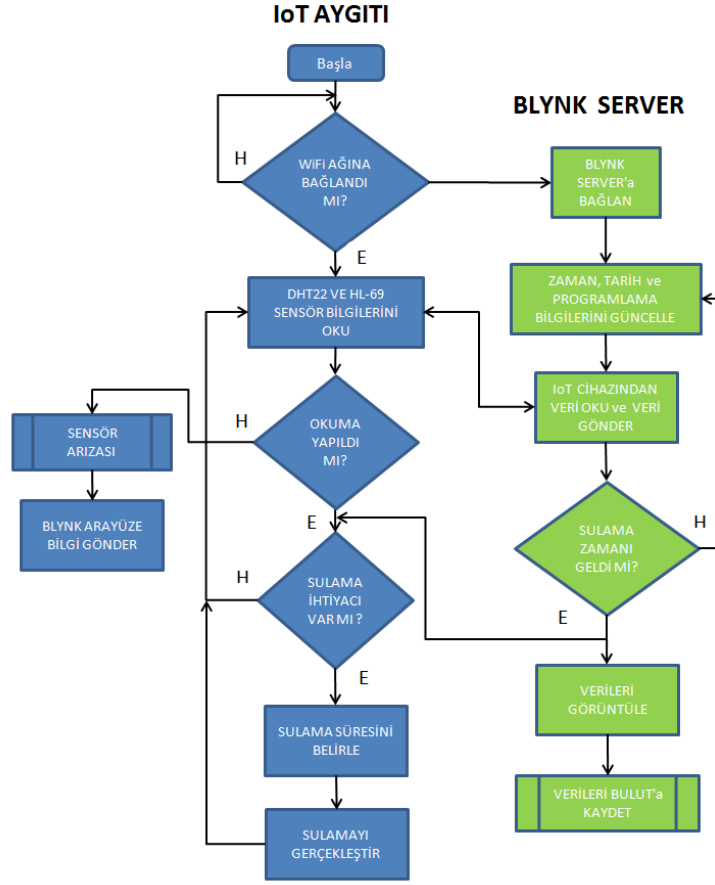 IoT AYGITI
Başla
H
WiFi AĞINA
BAĞLANDI
MI?
E
DHT22 VE HL-69
SENSÖR BİLGİLERİNİ
OKU
OKUMA
YAPILDI
MI?
H
SENSÖR
ARIZASI
BLYNK ARAYÜZE
BİLGİ GÖNDER
E
SULAMA
İHTİYACI
VAR MI ?
H
E
SULAMA SÜRESİNİ
BELİRLE
SULAMAYI
GERÇEKLEŞTİR
BLYNK SERVER
BLYNK
SERVER'a
BAĞLAN
ZAMAN, TARİH ve
PROGRAMLAMA
BİLGİLERİNİ GÜNCELLE
IoT CİHAZINDAN
VERİ OKU ve VERİ
GÖNDER
SULAMA
ZAMANI
GELDİ Mİ?
H
E
VERİLERİ
GÖRÜNTÜLE
VERİLERİ BULUT'a
KAYDET